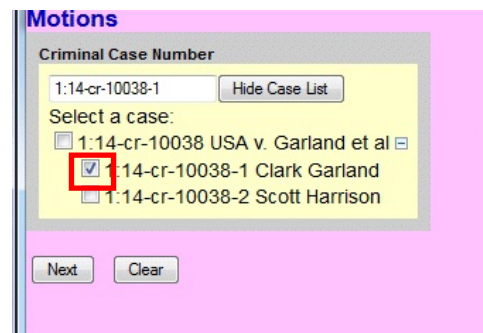 Motions
Criminal Case Number
1:14-cr-10038-1 Hide Case List
Select a case:
1:14-cr-10038 USA v. Garland et al
1:14-cr-10038-1 Clark Garland
1:14-cr-10038-2 Scott Harrison
Next Clear